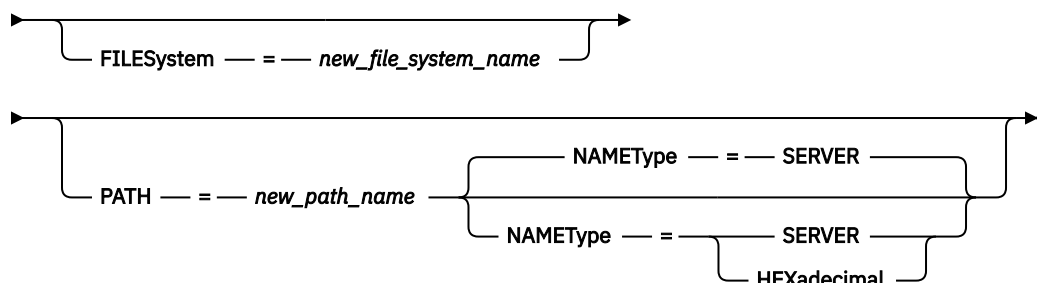 FILESystem — = — new_file_system_name
NAMEType — = — SERVER
PATH — = — new_path_name
NAMEType — = — SERVER
HEXadecimal